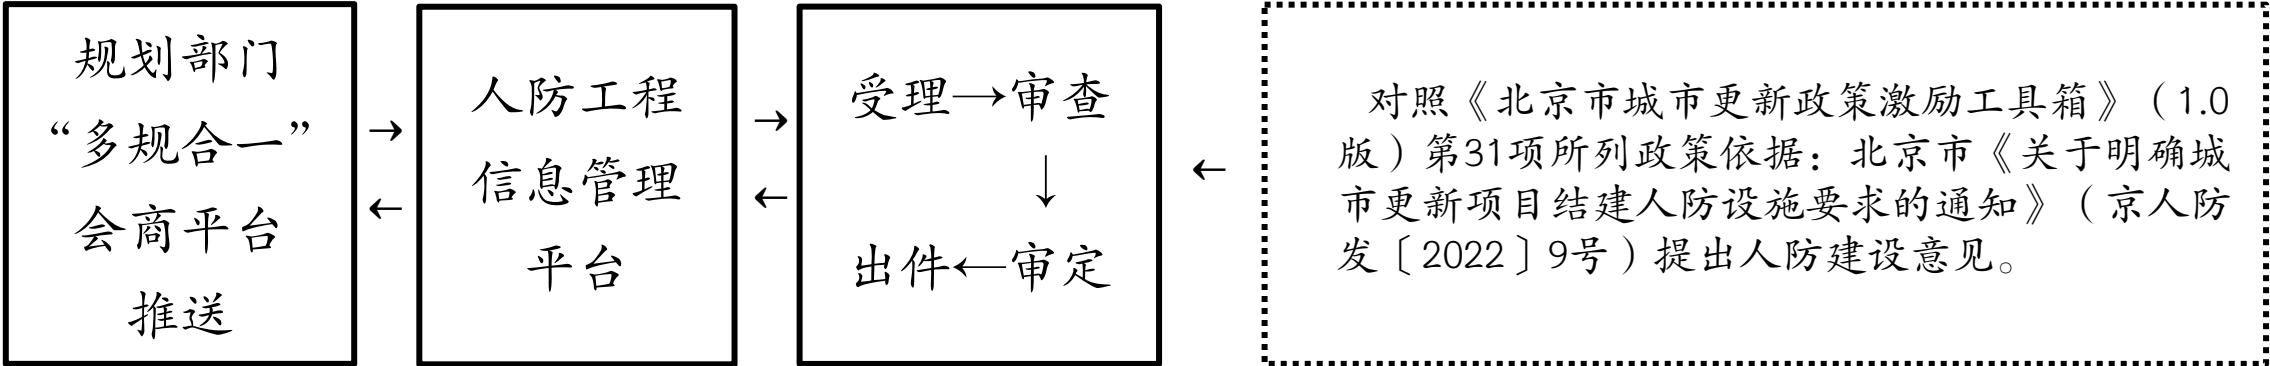 规划部门
“多规合一”
会商平台
推送
→
←
人防工程
信息管理
平台
→
←
受理→审查
↓
出件←审定
←
对照《北京市城市更新政策激励工具箱》（1.0
版）第31项所列政策依据：北京市《关于明确城
市更新项目结建人防设施要求的通知》（京人防
发〔2022〕9号）提出人防建设意见。